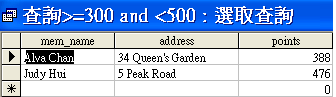 查詢>=300 and <500 : 選取查詢
mem_name address points
Alva Chan 34 Queen's Garden 388
Judy Hui 5 Peak Road 476
0